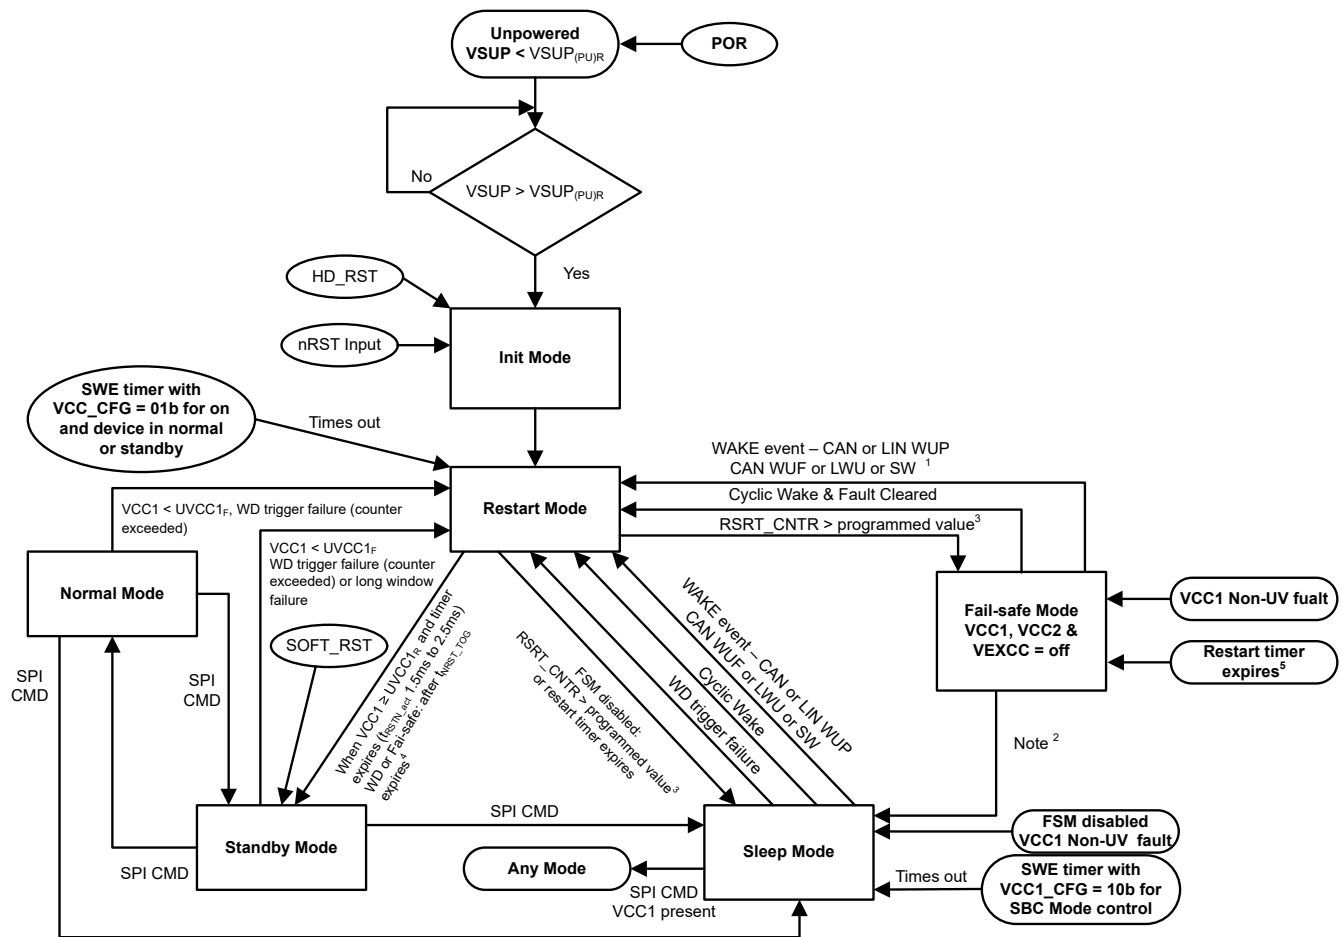 Unpowered
VSUP < VSUP(PU)R
POR
No
VSUP > VSUP(PU)R
Yes
HD_RST
nRST Input
Init Mode
SWE timer with
VCC_CFG = 01b for on
and device in normal
or standby
Times out
WAKE event – CAN or LIN WUP
CAN WUF or LWU or SW 1
Cyclic Wake & Fault Cleared
RSRT_CNTR > programmed value3
Restart Mode
VCC1 < UVCC1F, WD trigger failure (counter
exceeded)
VCC1 < UVCC1F
WD trigger failure (counter
exceeded) or long window
failure
Normal Mode
Fail-safe Mode
VCC1, VCC2 &
VEXCC = off
VCC1 Non-UV fualt
Restart timer
expires5
SOFT_RST
SPI
CMD
SPI
CMD
When VCC1 ≥ UVCC1R and timer
expires (tRSTN_act 1.5ms to 2.5ms)
WD or Fai-safe: after tNRST_TOG
expires4
FSM disabled:
RSRT_CNTR > programmed value3
or restart timer expires
WD trigger failure
Cyclic Wake
WAKE event – CAN or LIN WUP
CAN WUF or LWU or SW
Note 2
Standby Mode
SPI CMD
SPI CMD
Sleep Mode
FSM disabled
VCC1 Non-UV fault
Any Mode
SPI CMD
VCC1 present
Times out
SWE timer with
VCC1_CFG = 10b for
SBC Mode control